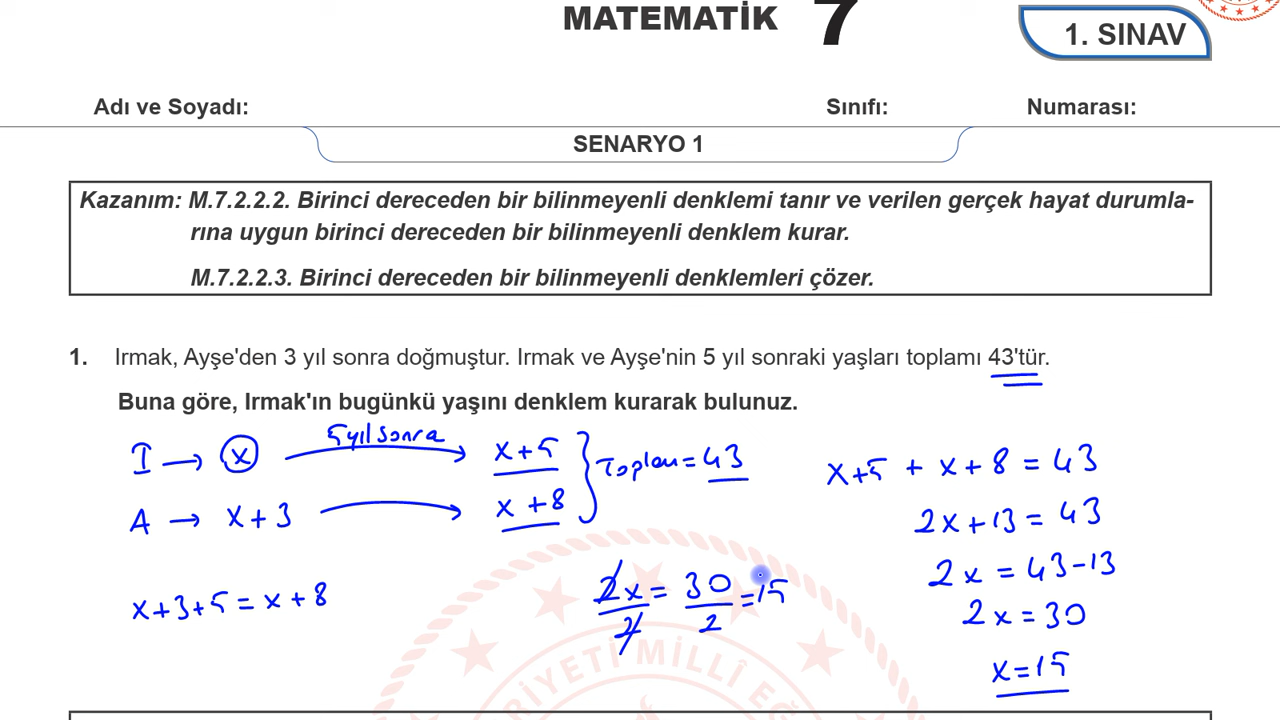 MATEMATİK 7
1. SINAV
Adı ve Soyadı: Sınıfı: Numarası:
SENARYO 1
Kazanım: M.7.2.2.2. Birinci dereceden bir bilinmeyenli denklemi tanır ve verilen gerçek hayat durumla-
rına uygun birinci dereceden bir bilinmeyenli denklem kurar.
M.7.2.2.3. Birinci dereceden bir bilinmeyenli denklemleri çözer.
1. Irmak, Ayşe'den 3 yıl sonra doğmuştur. Irmak ve Ayşe'nin 5 yıl sonraki yaşları toplamı 43'tür.
Buna göre, Irmak'ın bugünkü yaşını denklem kurarak bulunuz.
I → x 5 yıl sonra x+5
A → x+3 x+8
Toplam = 43
x+3+5 = x+8
2x/2 = 30/2 = 15
x+5 + x+8 = 43
2x+13 = 43
2x = 43-13
2x = 30
x = 15
RİYETİ MİLLÎ EĞ